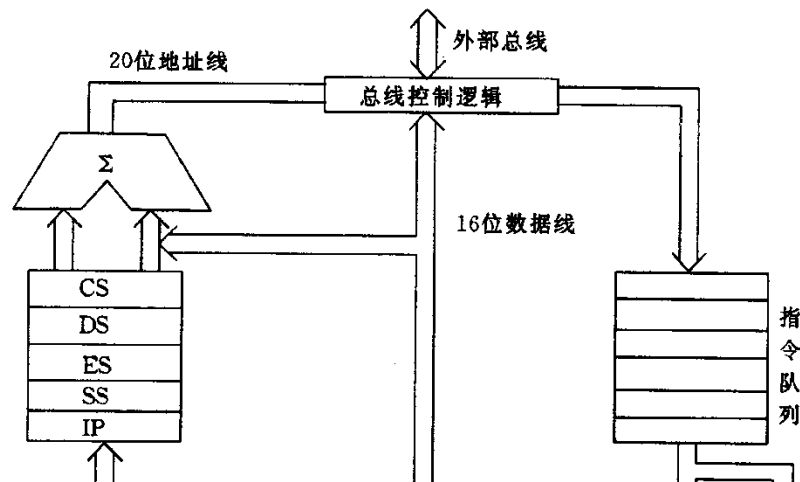 外部总线
20位地址线
总线控制逻辑
Σ
16位数据线
CS
DS
ES
SS
IP
指令队列